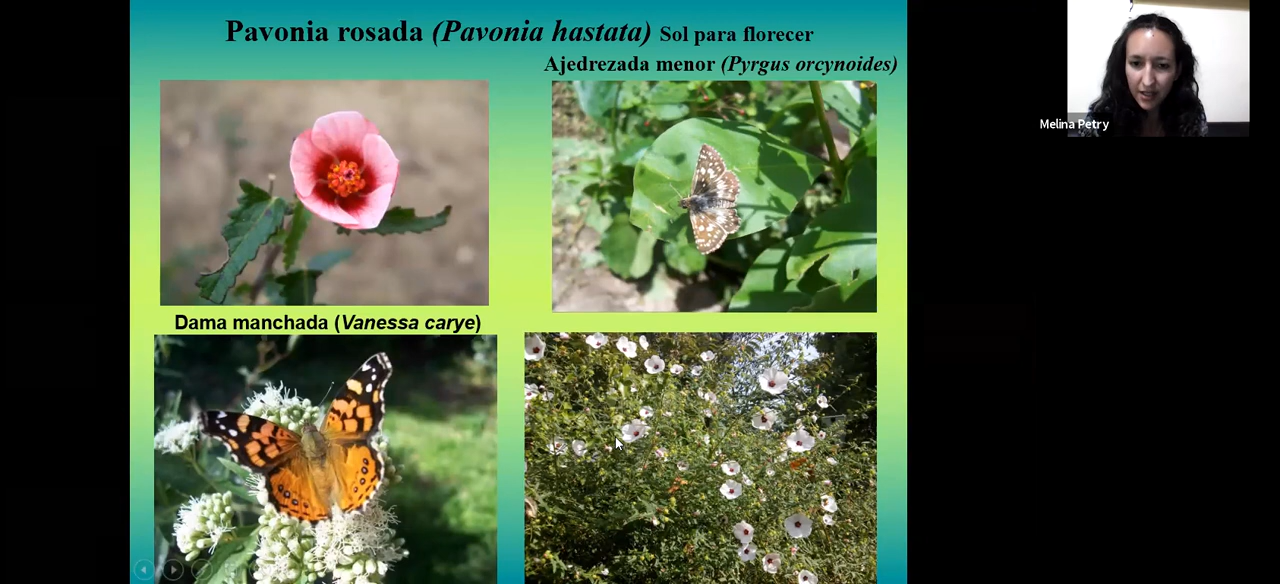 Pavonia rosada (Pavonia hastata) Sol para florecer
Ajedrezada menor (Pyrgus orcynoides)
Melina Petry
Dama manchada (Vanessa carye)